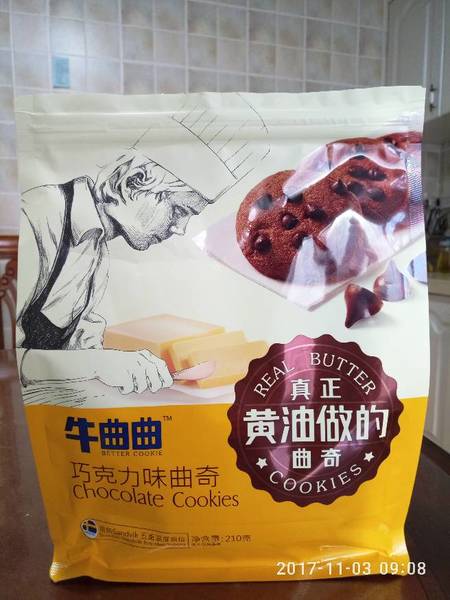 REAL BUTTER
真正
黄油做的
曲奇
COOKIES
牛曲曲™
BETTER COOKIE
巧克力味曲奇
Chocolate Cookies
净含量:210克
2017-11-03 09:08